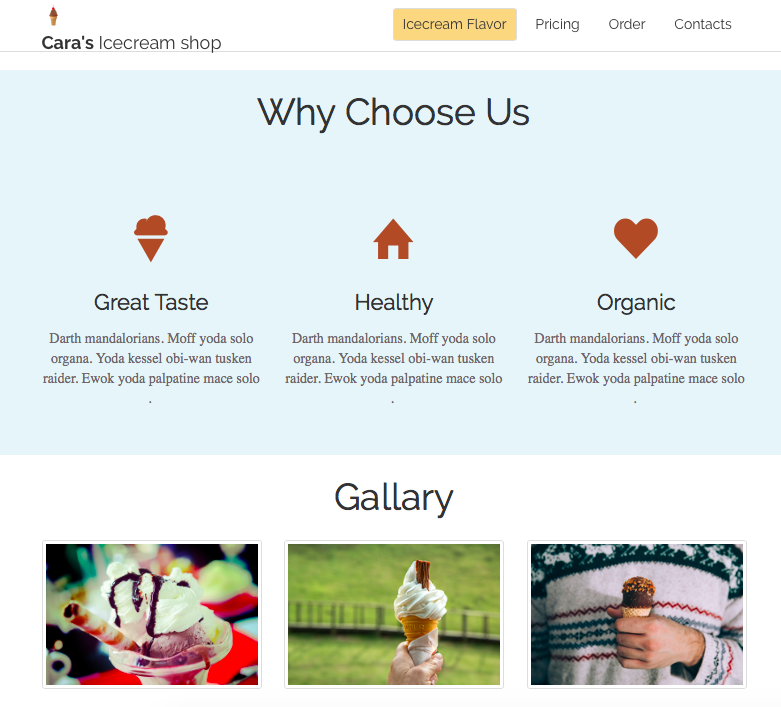 Cara's Icecream shop
Icecream Flavor Pricing Order Contacts
Why Choose Us
Great Taste
Darth mandalorians. Moff yoda solo
organa. Yoda kessel obi-wan tusken
raider. Ewok yoda palpatine mace solo
.
Healthy
Darth mandalorians. Moff yoda solo
organa. Yoda kessel obi-wan tusken
raider. Ewok yoda palpatine mace solo
.
Organic
Darth mandalorians. Moff yoda solo
organa. Yoda kessel obi-wan tusken
raider. Ewok yoda palpatine mace solo
.
Gallary